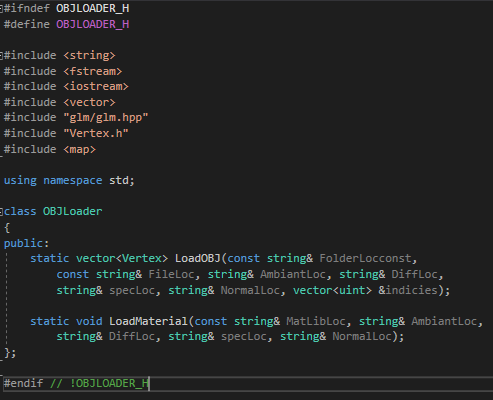 #ifndef OBJLOADER_H
#define OBJLOADER_H

#include <string>
#include <fstream>
#include <iostream>
#include <vector>
#include "glm/glm.hpp"
#include "Vertex.h"
#include <map>

using namespace std;

class OBJLoader
{
public:
    static vector<Vertex> LoadOBJ(const string& FolderLocconst,
        const string& FileLoc, string& AmbiantLoc, string& DiffLoc,
        string& specLoc, string& NormalLoc, vector<uint> &indicies);

    static void LoadMaterial(const string& MatLibLoc, string& AmbiantLoc,
        string& DiffLoc, string& specLoc, string& NormalLoc);
};

#endif // !OBJLOADER_H